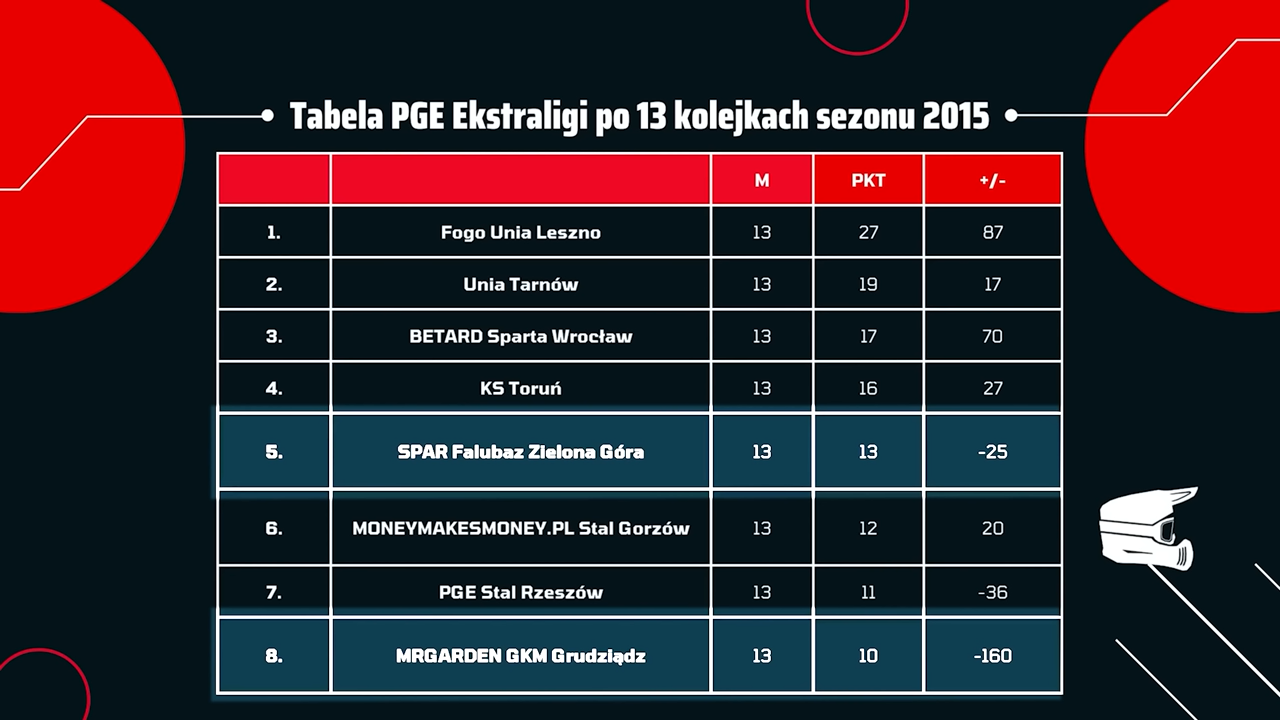 Tabela PGE Ekstraligi po 13 kolejkach sezonu 2015
M PKT +/-
1. Fogo Unia Leszno 13 27 87
2. Unia Tarnów 13 19 17
3. BETARD Sparta Wrocław 13 17 70
4. KS Toruń 13 16 27
5. SPAR Falubaz Zielona Góra 13 13 -25
6. MONEYMAKESMONEY.PL Stal Gorzów 13 12 20
7. PGE Stal Rzeszów 13 11 -36
8. MRGARDEN GKM Grudziądz 13 10 -160